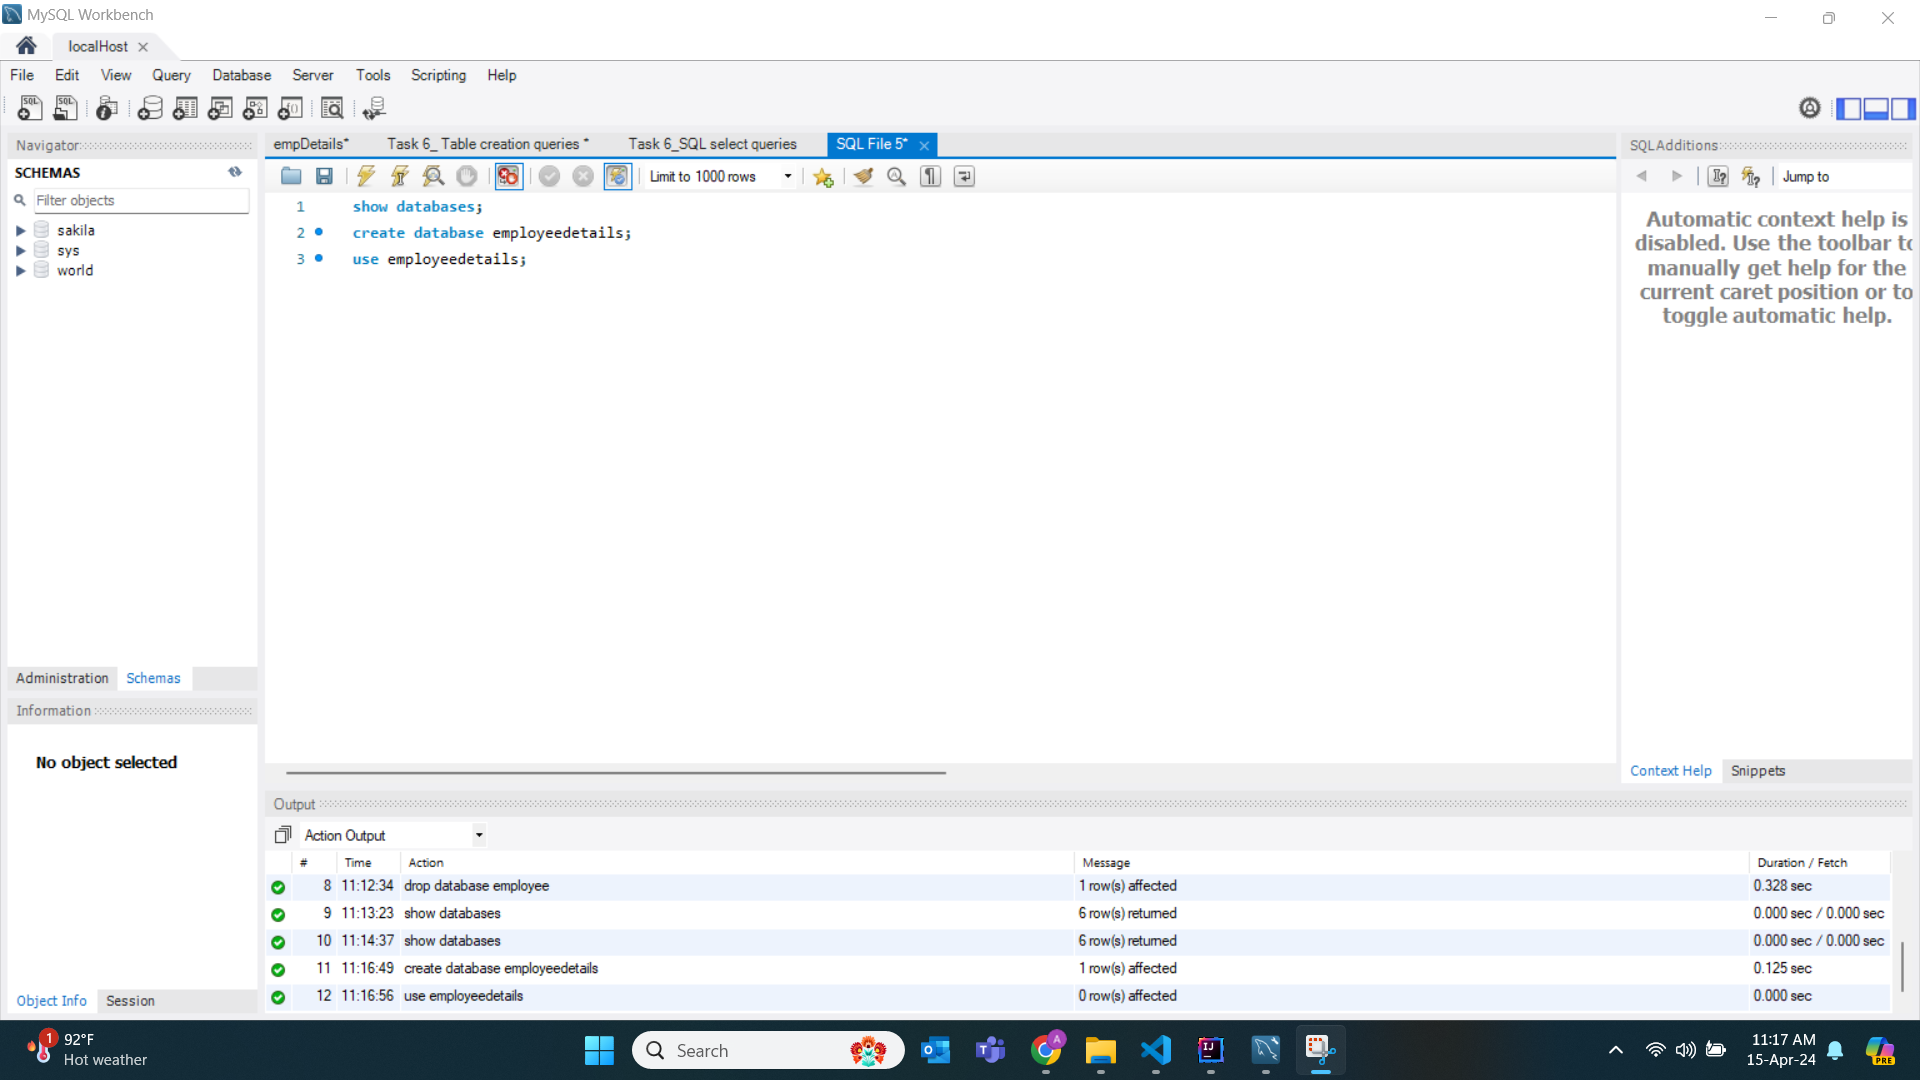 MySQL Workbench
localHost
File Edit View Query Database Server Tools Scripting Help
Navigator
SCHEMAS
Filter objects
sakila
sys
world
Administration Schemas
Information
No object selected
Object Info Session
empDetails* Task 6_ Table creation queries * Task 6_SQL select queries SQL File 5*
Limit to 1000 rows
1 show databases;
2 create database employeedetails;
3 use employeedetails;
SQLAdditions
Jump to
Automatic context help is
disabled. Use the toolbar to
manually get help for the
current caret position or to
toggle automatic help.
Context Help Snippets
Output
Action Output
# Time Action Message Duration / Fetch
8 11:12:34 drop database employee 1 row(s) affected 0.328 sec
9 11:13:23 show databases 6 row(s) returned 0.000 sec / 0.000 sec
10 11:14:37 show databases 6 row(s) returned 0.000 sec / 0.000 sec
11 11:16:49 create database employeedetails 1 row(s) affected 0.125 sec
12 11:16:56 use employeedetails 0 row(s) affected 0.000 sec
1 92°F
Hot weather
Search
A
11:17 AM
15-Apr-24
PRE